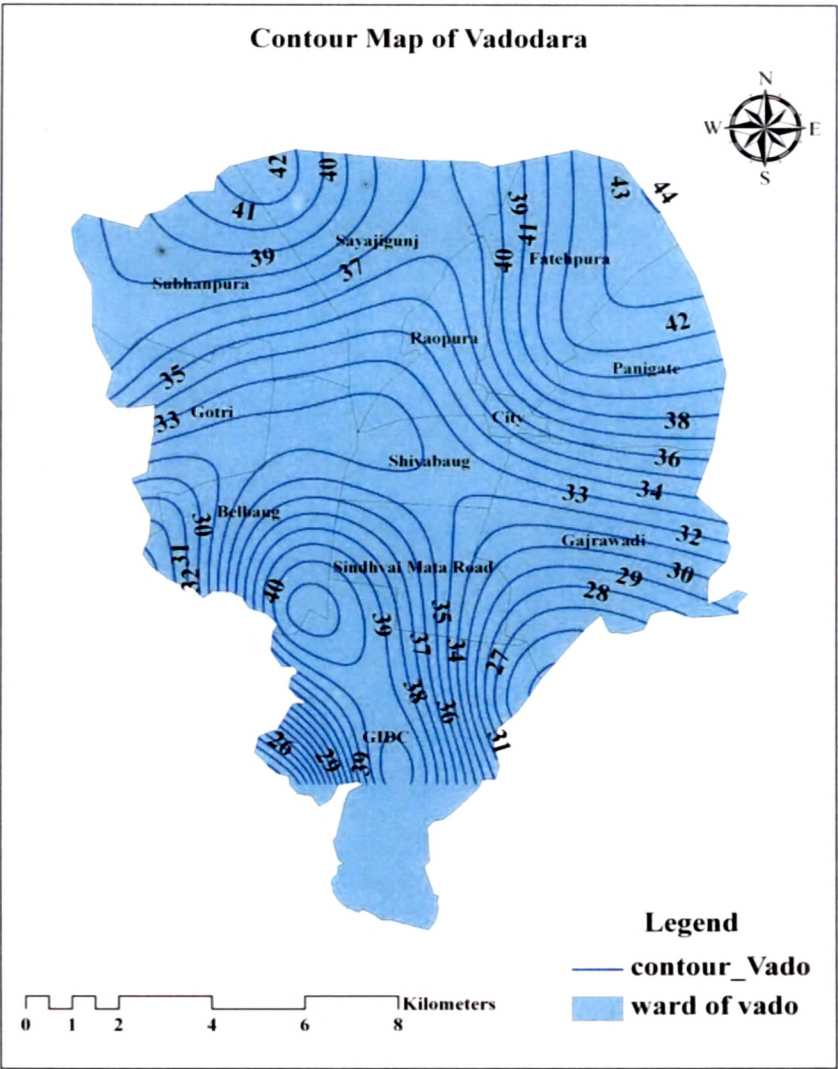 Contour Map of Vadodara
N
W E
S
42
40
43
44
41
39
41
Sayajigunj
39
40
Fatehpura
37
Subhanpura
42
Raopura
35
Panigate
33
Gotri
City
38
36
Shiyabaug
33
34
30
Belbaug
32
Gajrawadi
31
32
Sindhvai Mata Road
29
30
40
28
39
35
37
34
27
38
36
GIDC
26
29
39
31
Legend
contour_Vado
ward of vado
Kilometers
0 1 2 4 6 8